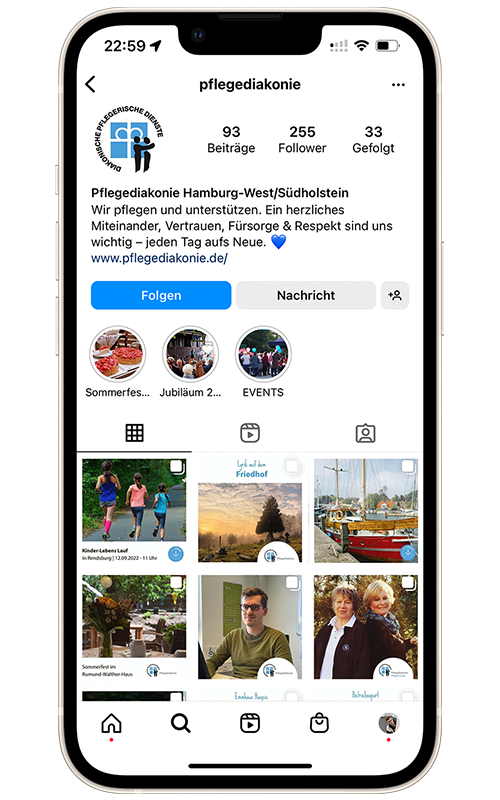 22:59
pflegediakonie
DIAKONISCHE PFLEGERISCHE DIENSTE
93
255
33
Beiträge
Follower
Gefolgt
Pflegediakonie Hamburg-West/Südholstein
Wir pflegen und unterstützen. Ein herzliches
Miteinander, Vertrauen, Fürsorge & Respekt sind uns
wichtig – jeden Tag aufs Neue. 💙
www.pflegediakonie.de/
Folgen
Nachricht
Sommerfes...
Jubiläum 2...
EVENTS
Lyrik auf dem
Friedhof
Kinder-Lebens Lauf
in Rendsburg | 12.09.2022 - 11 Uhr
Sommerfest im
Rumund-Walther-Haus
Emmaus Hospiz
Betriebssport